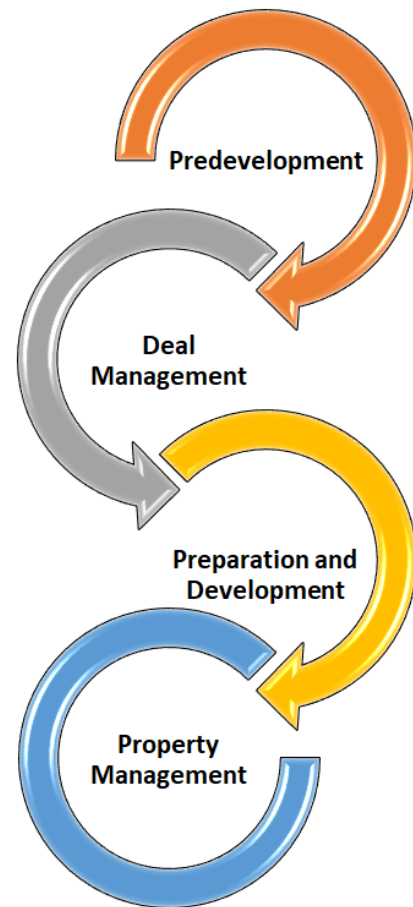 Predevelopment
Deal
Management
Preparation and
Development
Property
Management